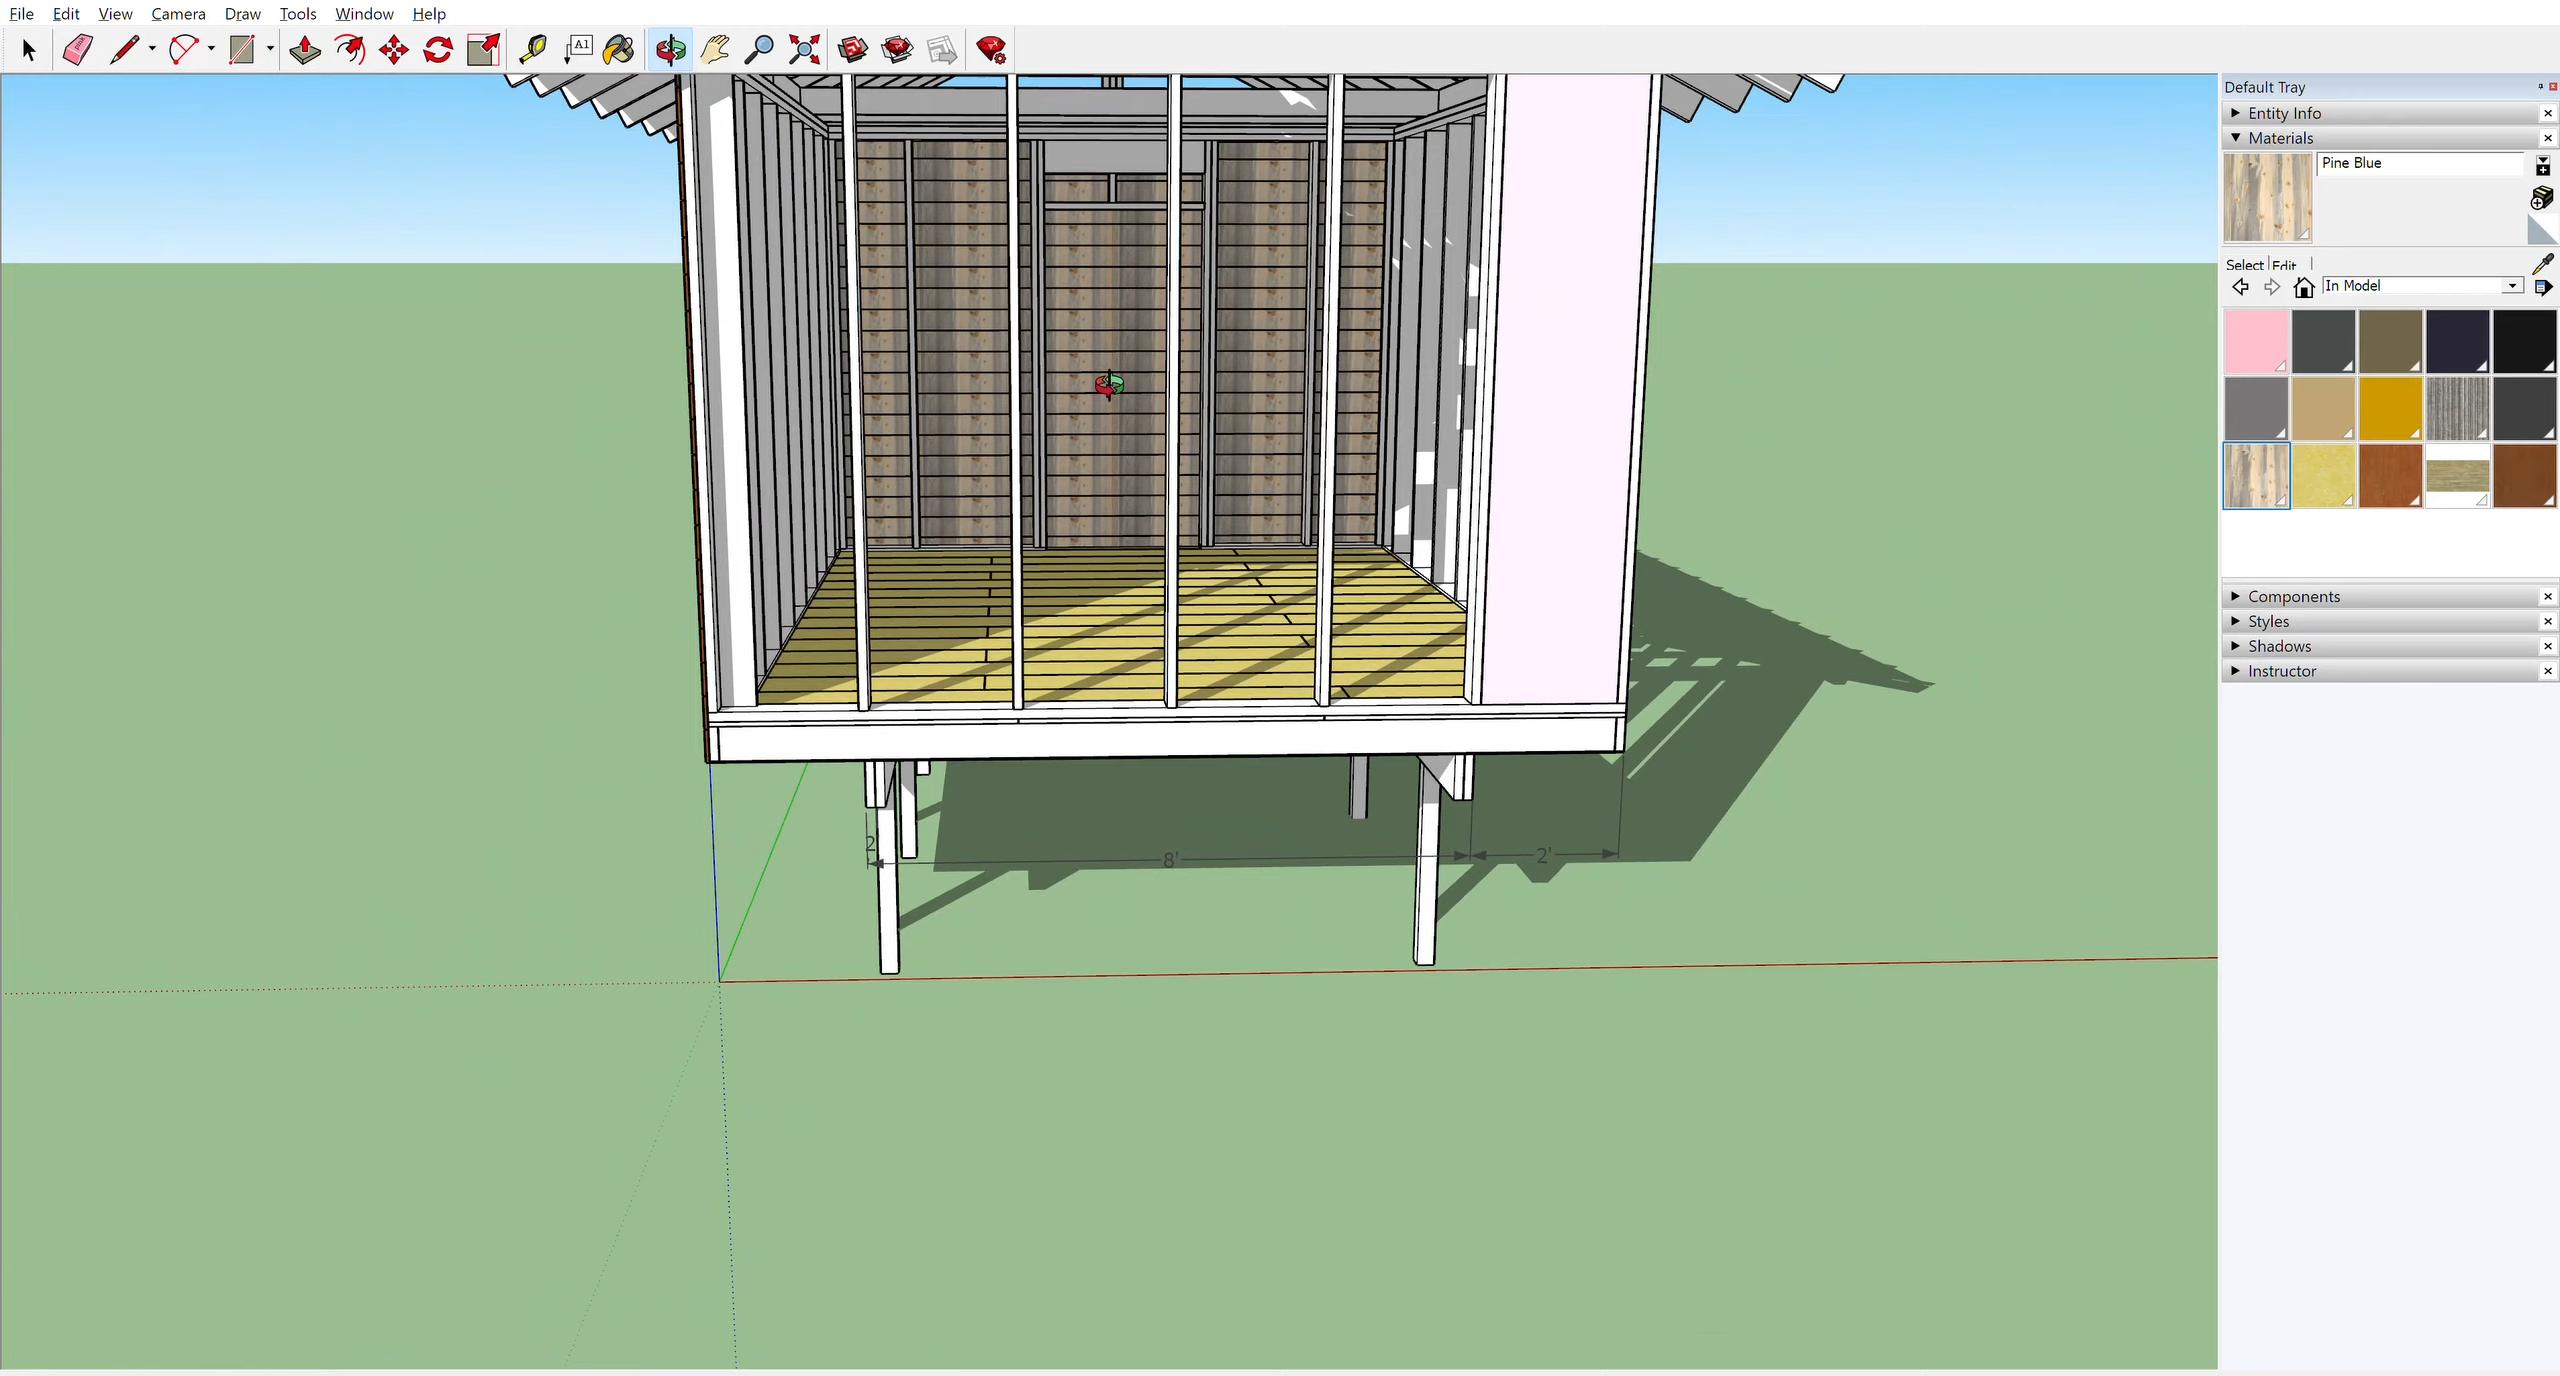 File Edit View Camera Draw Tools Window Help
A1
Default Tray
Entity Info
Materials
Pine Blue
Select Edit
In Model
Components
Styles
Shadows
Instructor
2
8'
2'